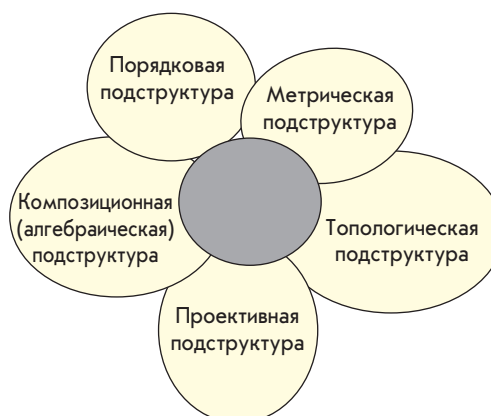 Порядковая
подструктура
Метрическая
подструктура
Композиционная
(алгебраическая)
подструктура
Топологическая
подструктура
Проективная
подструктура